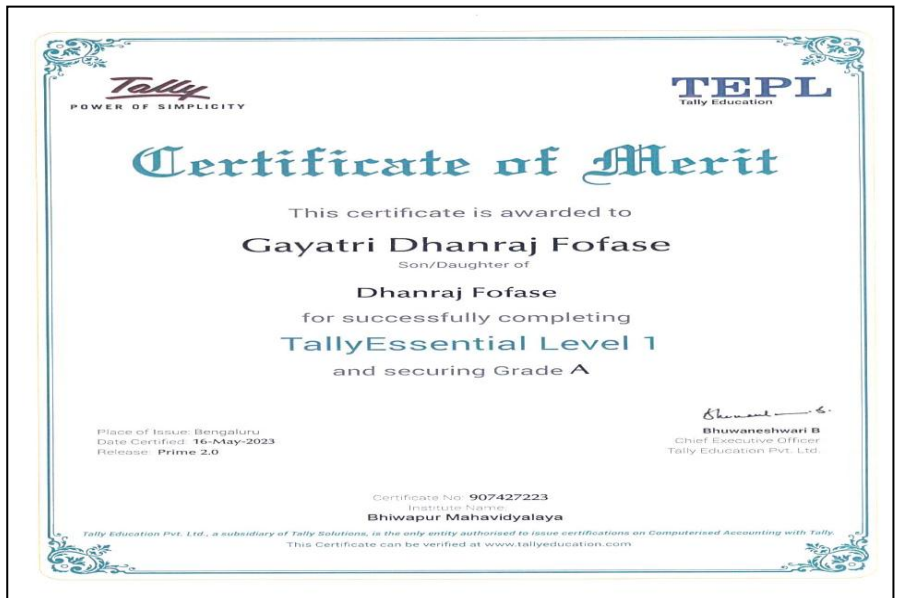 Tally
POWER OF SIMPLICITY
TEPL
Tally Education
Certificate of Merit
This certificate is awarded to
Gayatri Dhanraj Fofase
Son/Daughter of
Dhanraj Fofase
for successfully completing
TallyEssential Level 1
and securing Grade A
Place of Issue: Bengaluru
Date Certified: 16-May-2023
Release: Prime 2.0
Bhuwaneshwari B
Chief Executive Officer
Tally Education Pvt. Ltd.
Certificate No: 907427223
Institute Name:
Bhiwapur Mahavidyalaya
Tally Education Pvt. Ltd., a subsidiary of Tally Solutions, is the only entity authorised to issue certifications on Computerised Accounting with Tally.
This Certificate can be verified at www.tallyeducation.com